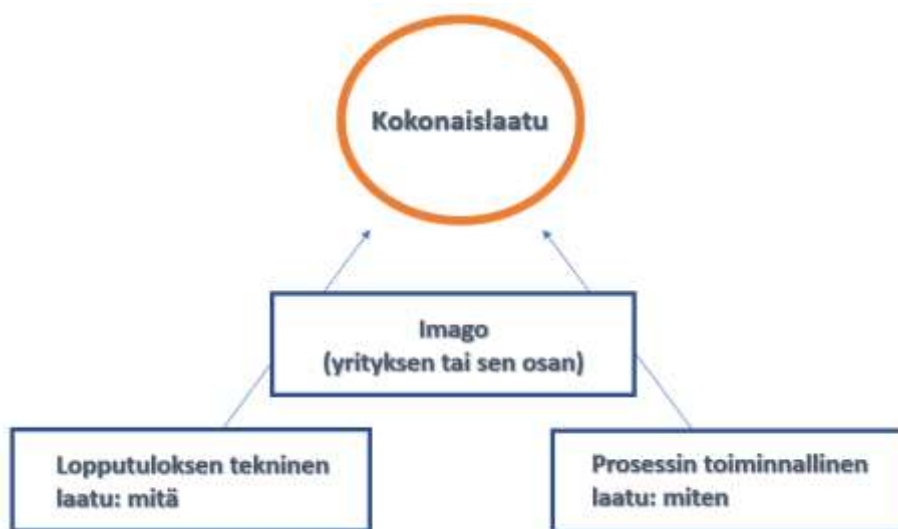 Kokonaislaatu
Imago
(yrityksen tai sen osan)
Lopputuloksen tekninen
laatu: mitä
Prosessin toiminnallinen
laatu: miten